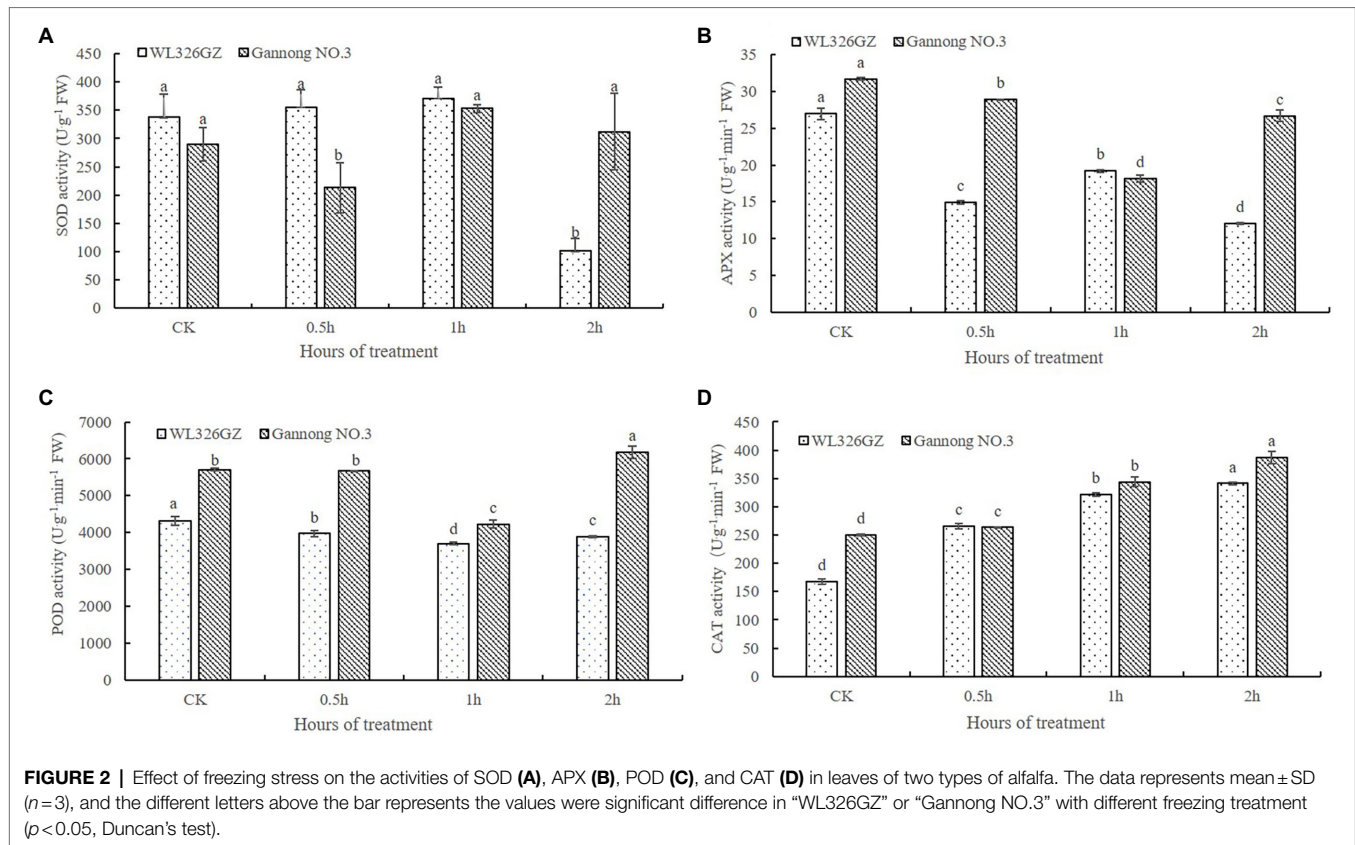 A
WL326GZ Gannong NO.3
SOD activity (U·g-1 FW)
450
400
350
300
250
200
150
100
50
0
a
a
a
b
a
a
b
a
CK 0.5h 1h 2h
Hours of treatment
B
WL326GZ Gannong NO.3
APX activity (U·g-1·min-1 FW)
35
30
25
20
15
10
5
0
a
a
c
b
b
d
d
c
CK 0.5h 1h 2h
Hours of treatment
C
WL326GZ Gannong NO.3
POD activity (U·g-1·min-1 FW)
7000
6000
5000
4000
3000
2000
1000
0
a
b
b
b
d
c
c
a
CK 0.5h 1h 2h
Hours of treatment
D
WL326GZ Gannong NO.3
CAT activity (U·g-1·min-1 FW)
450
400
350
300
250
200
150
100
50
0
d
d
c
c
b
b
a
a
CK 0.5h 1h 2h
Hours of treatment
FIGURE 2 | Effect of freezing stress on the activities of SOD (A), APX (B), POD (C), and CAT (D) in leaves of two types of alfalfa. The data represents mean ± SD
(n = 3), and the different letters above the bar represents the values were significant difference in “WL326GZ” or “Gannong NO.3” with different freezing treatment
(p < 0.05, Duncan’s test).